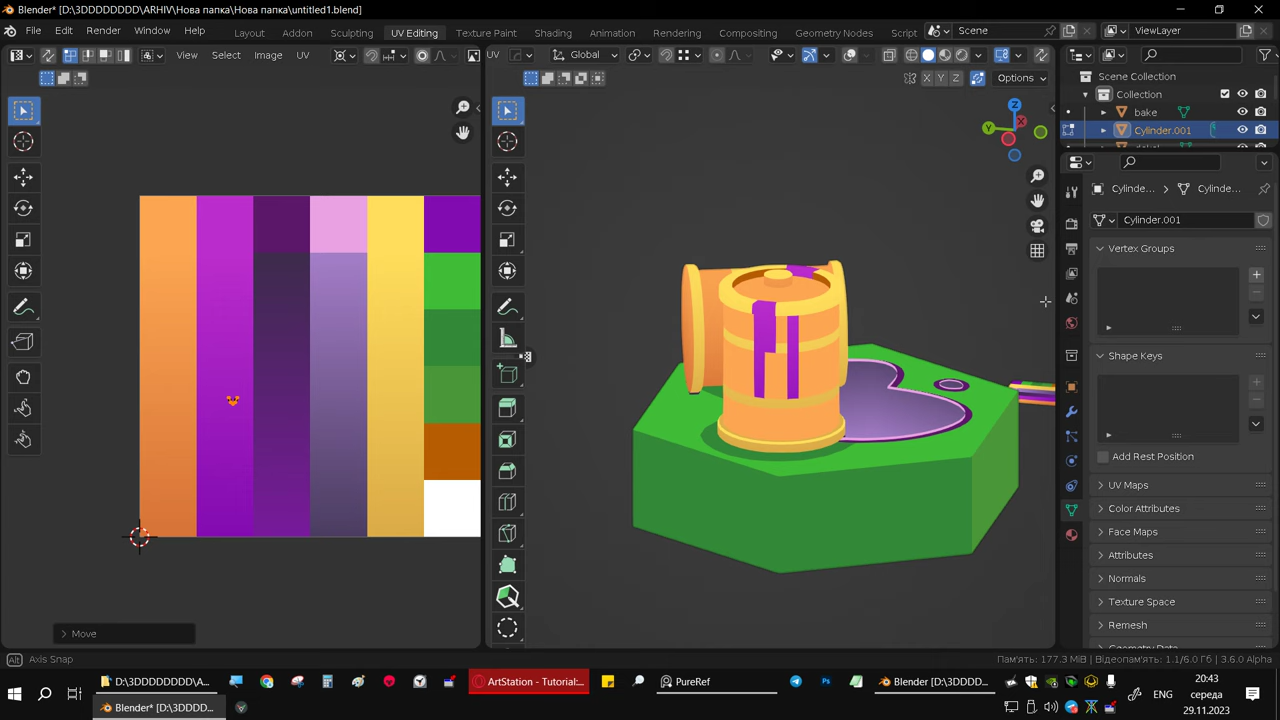 Blender* [D:\3DDDDDDDD\ARHIV\Нова папка\Нова папка\untitled1.blend]
File Edit Render Window Help
Layout Addon Sculpting UV Editing Texture Paint Shading Animation Rendering Compositing Geometry Nodes Script
Scene
ViewLayer
View Select Image UV
UV
Global
Options
X Y Z
Z
Y
X
Scene Collection
Collection
bake
Cylinder.001
Cylinde... Cylinde...
Cylinder.001
Vertex Groups
Shape Keys
Add Rest Position
UV Maps
Color Attributes
Face Maps
Attributes
Normals
Texture Space
Remesh
Move
Alt Axis Snap
Пам'ять: 177.3 MiB | Відеопам'ять: 1.1/6.0 Гб | 3.6.0 Alpha
D:\3DDDDDDDD\A...
ArtStation - Tutorial:...
PureRef
Blender [D:\3DDDD...
Blender* [D:\3DDDD...
ENG
20:43
середа
29.11.2023